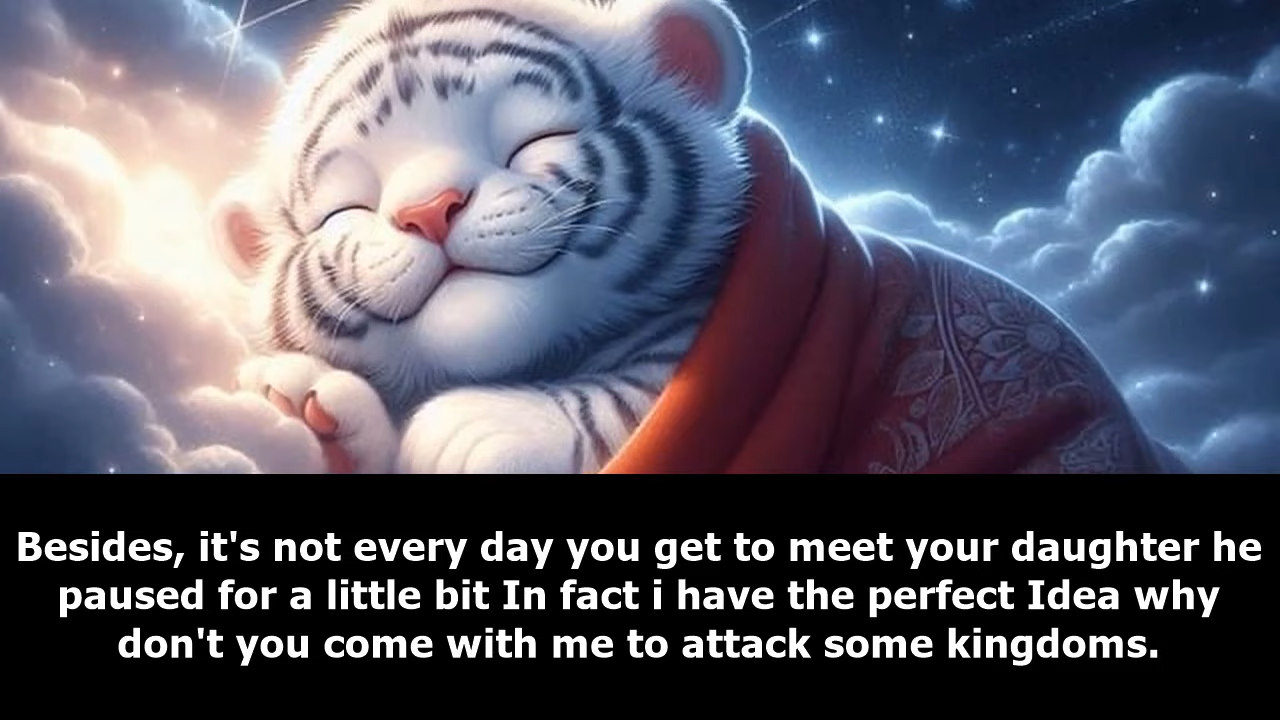 Besides, it's not every day you get to meet your daughter he
paused for a little bit In fact i have the perfect Idea why
don't you come with me to attack some kingdoms.